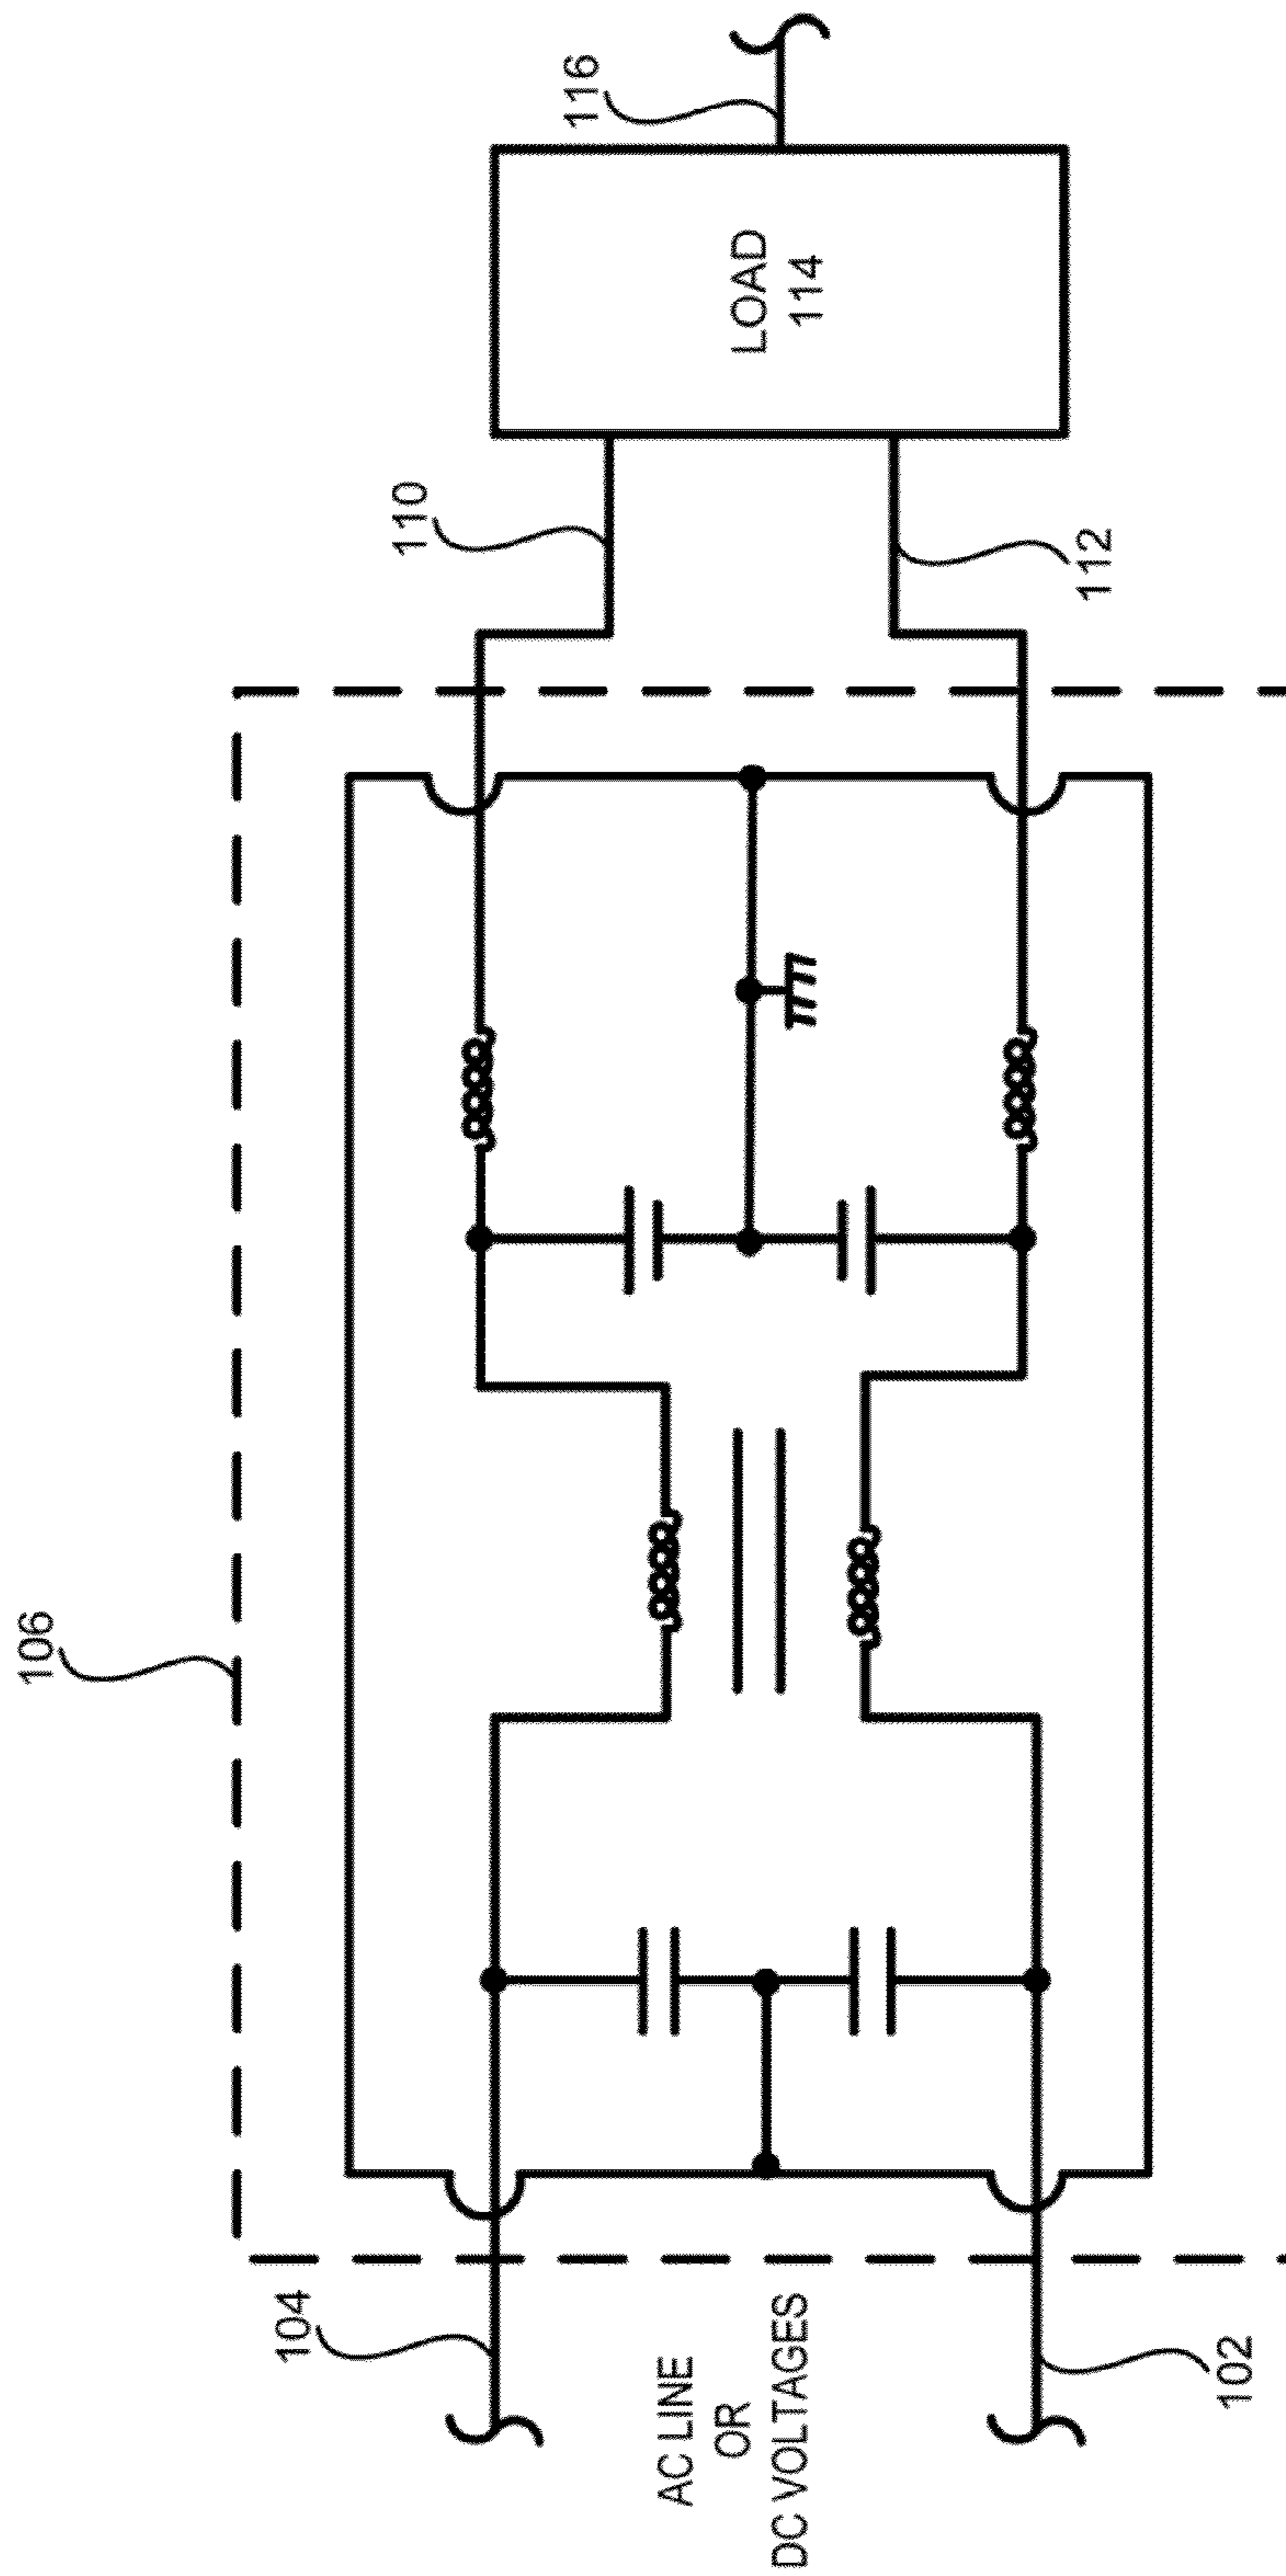 106
104
AC LINE
OR
DC VOLTAGES
102
110
112
LOAD
114
116